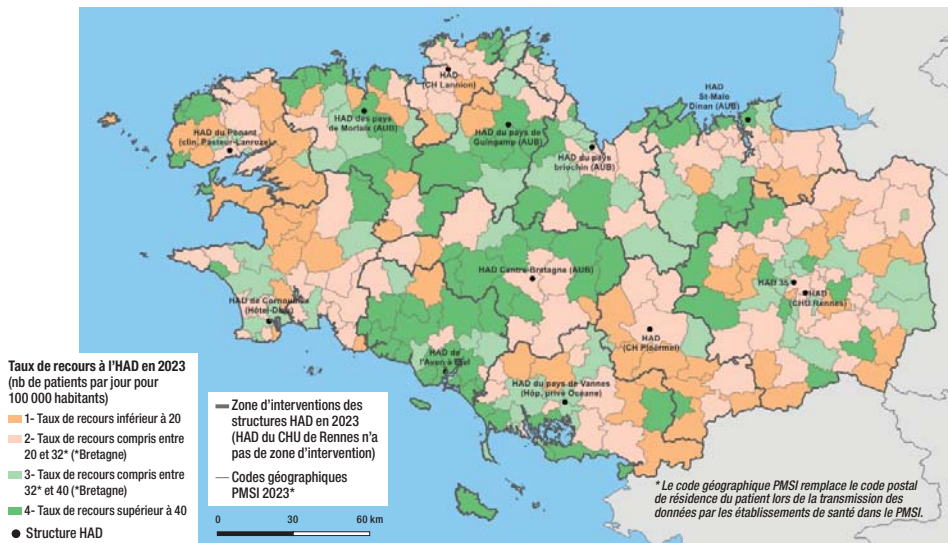 HAD
(CH Lannion)
HAD
St-Malo
Dinan (AUB)
HAD des pays
de Morlaix (AUB)
HAD du pays de
Guingamp (AUB)
HAD du Ponant
(clin. Pasteur-Lanroze)
HAD du pays
briochin (AUB)
HAD Centre-Bretagne (AUB)
HAD 35
HAD
(CHU Rennes)
HAD de Cornouaille
(Hôtel-Dieu)
HAD
(CH Ploërmel)
HAD de
l'Aven à Etel
HAD du pays de Vannes
(Hôp. privé Océane)
Taux de recours à l'HAD en 2023
(nb de patients par jour pour
100 000 habitants)
1- Taux de recours inférieur à 20
2- Taux de recours compris entre
20 et 32* (*Bretagne)
3- Taux de recours compris entre
32* et 40 (*Bretagne)
4- Taux de recours supérieur à 40
Structure HAD
Zone d'interventions des
structures HAD en 2023
(HAD du CHU de Rennes n'a
pas de zone d'intervention)
Codes géographiques
PMSI 2023*
0 30 60 km
* Le code géographique PMSI remplace le code postal
de résidence du patient lors de la transmission des
données par les établissements de santé dans le PMSI.